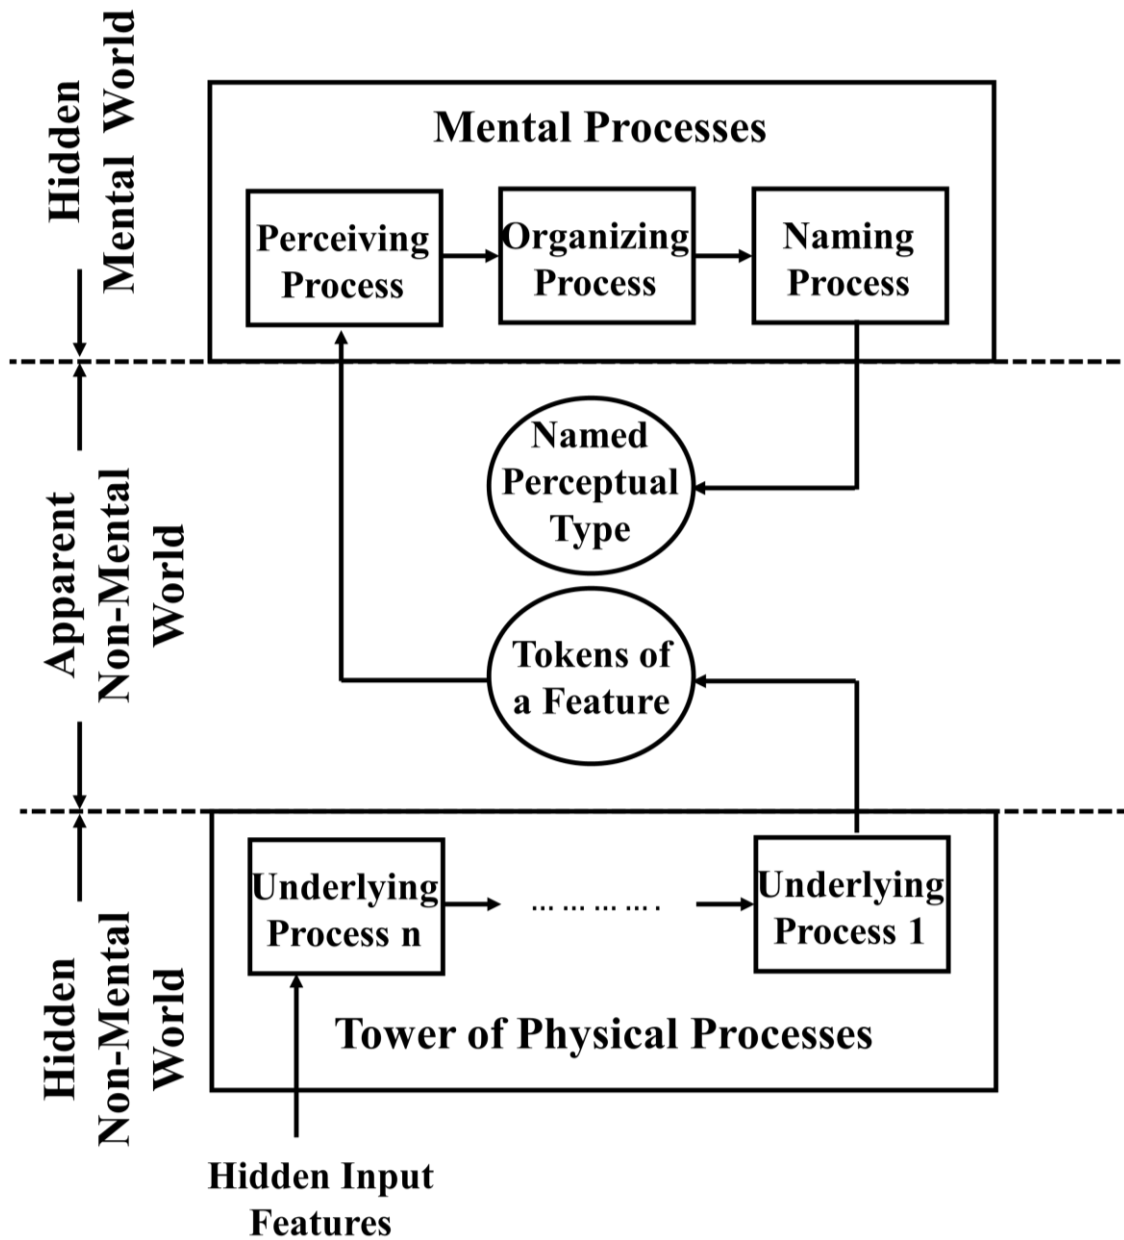 Hidden
Mental World
Mental Processes
Perceiving
Process
Organizing
Process
Naming
Process
Apparent
Non-Mental
World
Named
Perceptual
Type
Tokens of
a Feature
Hidden
Non-Mental
World
Underlying
Process n
… … … … .
Underlying
Process 1
Tower of Physical Processes
Hidden Input
Features